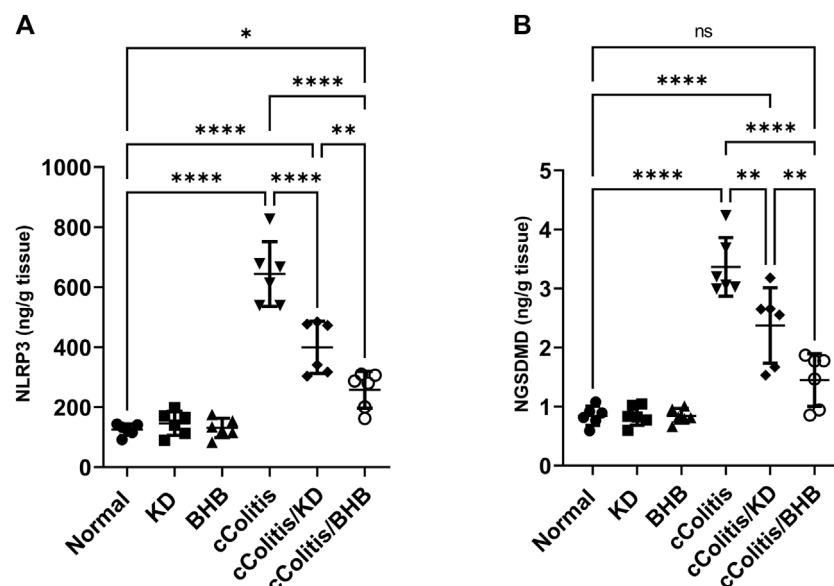 A
*
****
****
**
****
****
1000
800
600
400
200
0
NLRP3 (ng/g tissue)
Normal
KD
BHB
cColitis
cColitis/KD
cColitis/BHB
B
ns
****
****
****
**
**
5
4
3
2
1
0
NGSDMD (ng/g tissue)
Normal
KD
BHB
cColitis
cColitis/KD
cColitis/BHB